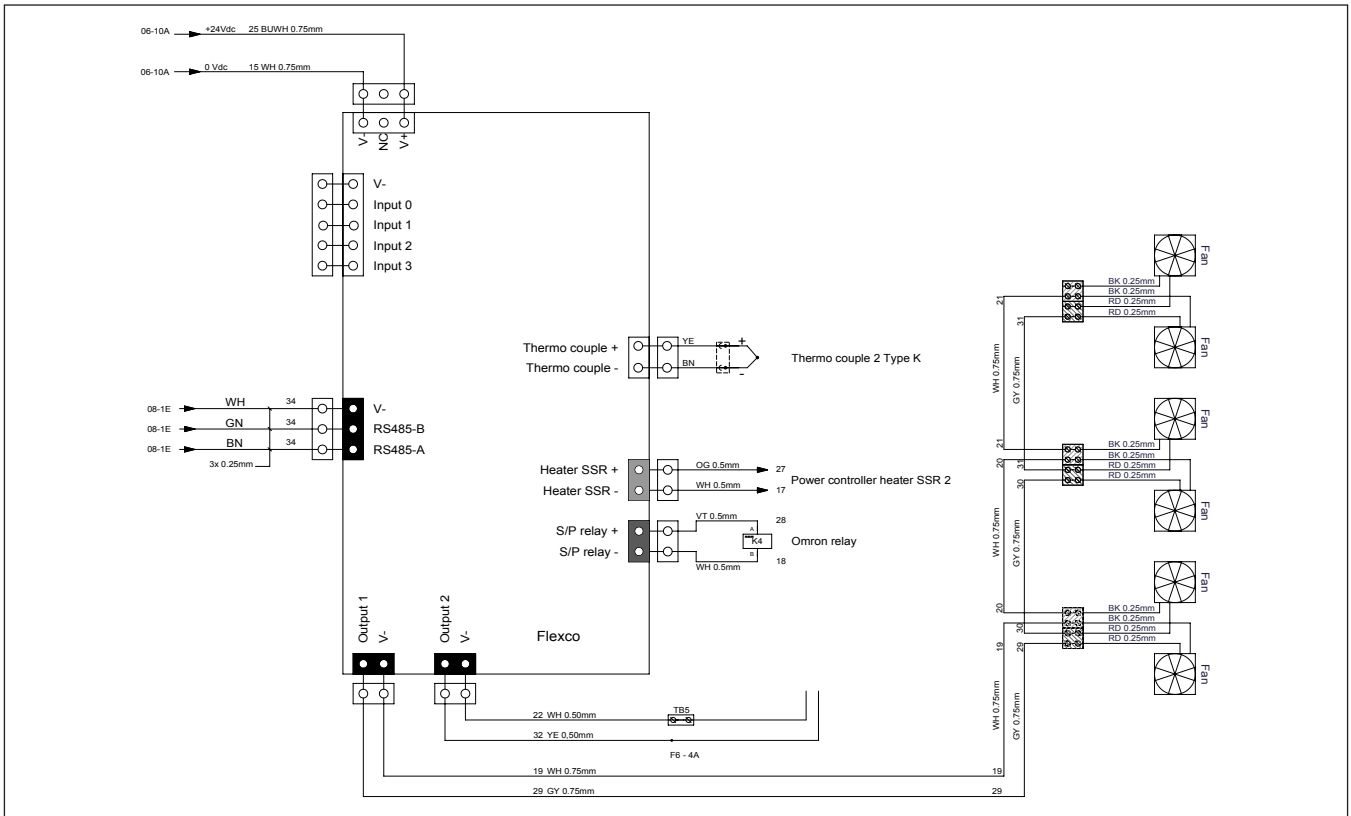 06-10A +24Vdc 25 BUWH 0.75mm
06-10A 0 Vdc 15 WH 0.75mm
V-
NC
V+
V-
Input 0
Input 1
Input 2
Input 3
Thermo couple + YE +
Thermo couple - BN -
Thermo couple 2 Type K
08-1E WH 34 V-
08-1E GN 34 RS485-B
08-1E BN 34 RS485-A
3x 0.25mm
Heater SSR + OG 0.5mm 27
Heater SSR - WH 0.5mm 17
Power controller heater SSR 2
S/P relay + VT 0.5mm 28
A
K4
B
Omron relay
S/P relay - WH 0.5mm 18
Output 1
V-
Output 2
V-
Flexco
22 WH 0.50mm TB5
32 YE 0,50mm
F6 - 4A
19 WH 0.75mm 19
29 GY 0.75mm 29
Fan
BK 0.25mm
BK 0.25mm
RD 0.25mm
RD 0.25mm
21
31
Fan
WH 0.75mm
GY 0.75mm
Fan
21
20
31
30
BK 0.25mm
BK 0.25mm
RD 0.25mm
RD 0.25mm
Fan
WH 0.75mm
GY 0.75mm
Fan
20
19
30
29
BK 0.25mm
BK 0.25mm
RD 0.25mm
RD 0.25mm
Fan
WH 0.75mm
GY 0.75mm